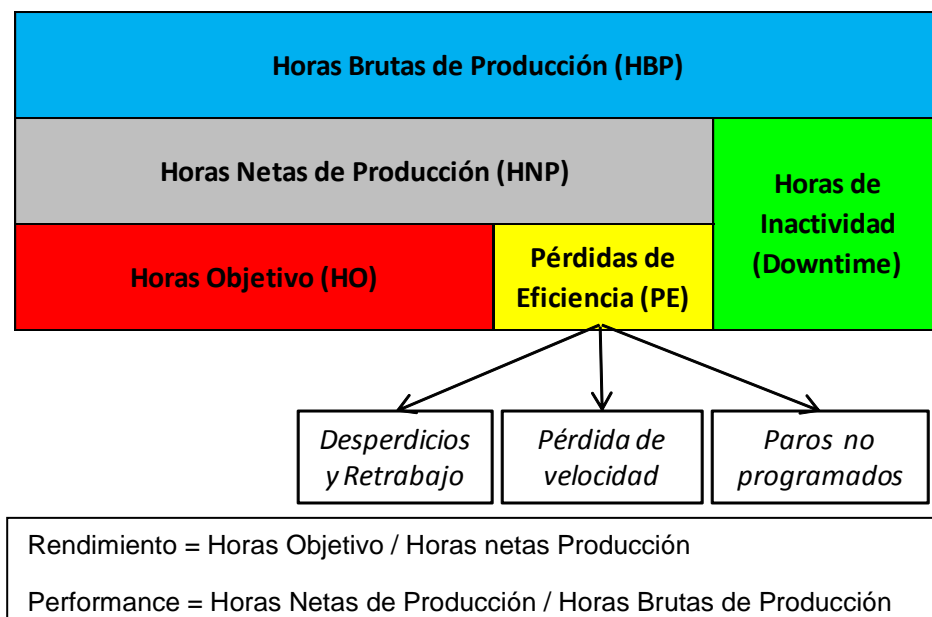 Horas Brutas de Producción (HBP)
Horas Netas de Producción (HNP)
Horas de
Inactividad
(Downtime)
Horas Objetivo (HO)
Pérdidas de
Eficiencia (PE)
Desperdicios
y Retrabajo
Pérdida de
velocidad
Paros no
programados
Rendimiento = Horas Objetivo / Horas netas Producción
Performance = Horas Netas de Producción / Horas Brutas de Producción